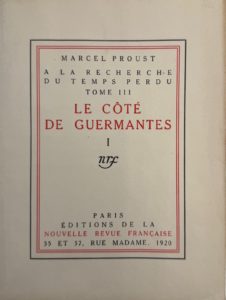 MARCEL PROUST
A LA RECHERCHE
DU TEMPS PERDU
TOME III
LE CÔTÉ
DE GUERMANTES
I
nrf
PARIS
ÉDITIONS DE LA
NOUVELLE REVUE FRANÇAISE
35 ET 37, RUE MADAME. 1920